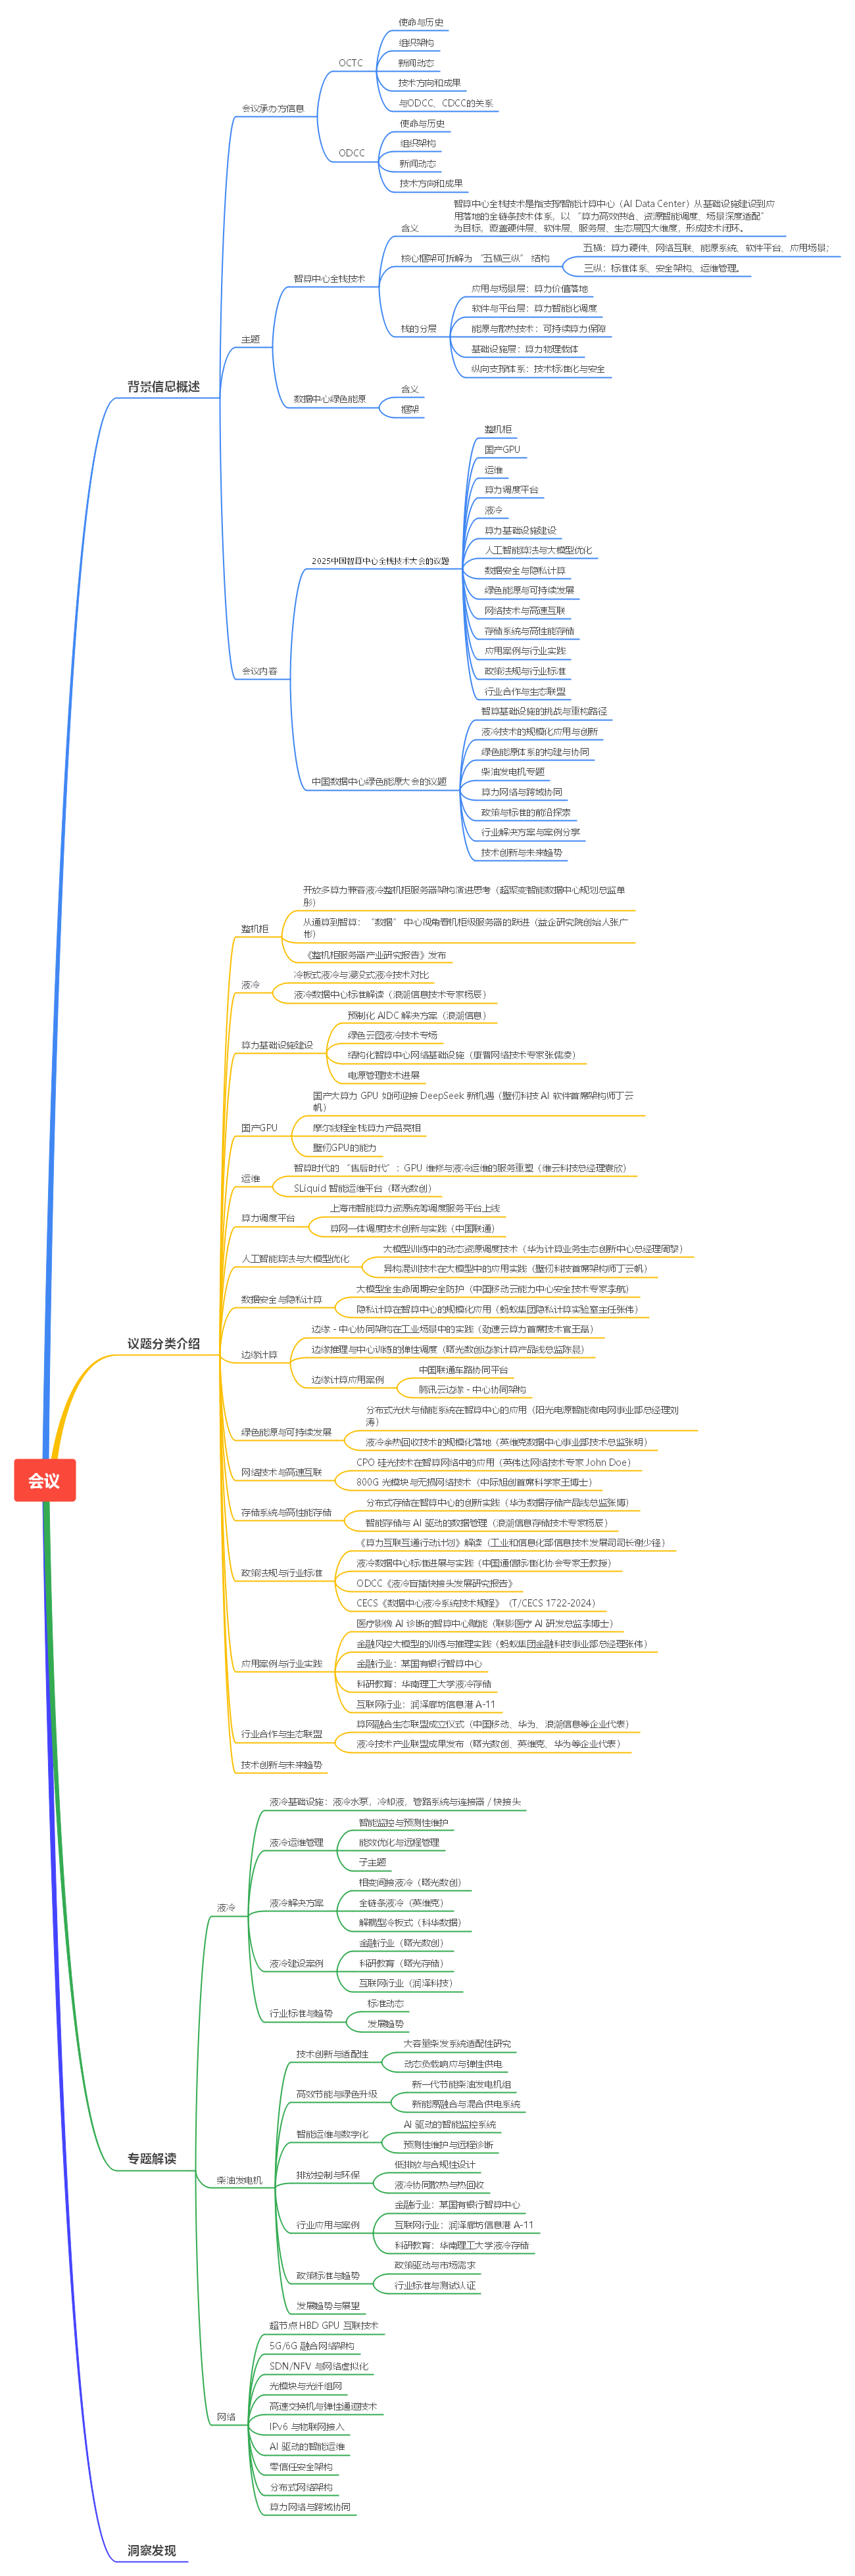 会议
背景信息概述
会议承办方信息
OCTC
使命与历史
组织架构
新闻动态
技术方向和成果
与ODCC、CDCC的关系
ODCC
使命与历史
组织架构
新闻动态
技术方向和成果
主题
智算中心全栈技术
含义
智算中心全栈技术是指支撑智能计算中心（AI Data Center）从基础设施建设到应
用落地的全链条技术体系，以 “算力高效供给、资源智能调度、场景深度适配”
为目标，覆盖硬件层、软件层、服务层、生态层四大维度，形成技术闭环。
核心框架可拆解为 “五横三纵” 结构
五横：算力硬件、网络互联、能源系统、软件平台、应用场景；
三纵：标准体系、安全架构、运维管理。
栈的分层
应用与场景层：算力价值落地
软件与平台层：算力智能化调度
能源与散热技术：可持续算力保障
基础设施层：算力物理载体
纵向支撑体系：技术标准化与安全
数据中心绿色能源
含义
框架
会议内容
2025中国智算中心全栈技术大会的议题
整机柜
国产GPU
运维
算力调度平台
液冷
算力基础设施建设
人工智能算法与大模型优化
数据安全与隐私计算
绿色能源与可持续发展
网络技术与高速互联
存储系统与高性能存储
应用案例与行业实践
政策法规与行业标准
行业合作与生态联盟
中国数据中心绿色能源大会的议题
智算基础设施的挑战与重构路径
液冷技术的规模化应用与创新
绿色能源体系的构建与协同
柴油发电机专题
算力网络与跨域协同
政策与标准的前沿探索
行业解决方案与案例分享
技术创新与未来趋势
议题分类介绍
整机柜
开放多算力兼容液冷整机柜服务器架构演进思考（超聚变智能数据中心规划总监单
彤）
从通算到智算：“数据” 中心视角看机柜级服务器的跃进（益企研究院创始人张广
彬）
《整机柜服务器产业研究报告》发布
液冷
冷板式液冷与浸没式液冷技术对比
液冷数据中心标准解读（浪潮信息技术专家杨辰）
算力基础设施建设
预制化 AIDC 解决方案（浪潮信息）
绿色云图液冷技术专场
结构化智算中心网络基础设施（康普网络技术专家张儒凌）
电源管理技术进展
国产GPU
国产大算力 GPU 如何迎接 DeepSeek 新机遇（壁仞科技 AI 软件首席架构师丁云
帆）
摩尔线程全栈算力产品亮相
壁仞GPU的能力
运维
智算时代的 “售后时代”：GPU 维修与液冷运维的服务重塑（维云科技总经理袁欣）
SLiquid 智能运维平台（曙光数创）
算力调度平台
上海市智能算力资源统筹调度服务平台上线
算网一体调度技术创新与实践（中国联通）
人工智能算法与大模型优化
大模型训练中的动态资源调度技术（华为计算业务生态创新中心总经理周黎）
异构混训技术在大模型中的应用实践（壁仞科技首席架构师丁云帆）
数据安全与隐私计算
大模型全生命周期安全防护（中国移动云能力中心安全技术专家李航）
隐私计算在智算中心的规模化应用（蚂蚁集团隐私计算实验室主任张伟）
边缘计算
边缘 - 中心协同架构在工业场景中的实践（劲速云算力首席技术官王磊）
边缘推理与中心训练的弹性调度（曙光数创边缘计算产品线总监陈晨）
边缘计算应用案例
中国联通车路协同平台
腾讯云边缘 - 中心协同架构
绿色能源与可持续发展
分布式光伏与储能系统在智算中心的应用（阳光电源智能微电网事业部总经理刘
涛）
液冷余热回收技术的规模化落地（英维克数据中心事业部技术总监张明）
网络技术与高速互联
CPO 硅光技术在智算网络中的应用（英伟达网络技术专家 John Doe）
800G 光模块与无损网络技术（中际旭创首席科学家王博士）
存储系统与高性能存储
分布式存储在智算中心的创新实践（华为数据存储产品线总监张博）
智能存储与 AI 驱动的数据管理（浪潮信息存储技术专家杨辰）
政策法规与行业标准
《算力互联互通行动计划》解读（工业和信息化部信息技术发展司司长谢少锋）
液冷数据中心标准进展与实践（中国通信标准化协会专家王教授）
ODCC《液冷盲插快接头发展研究报告》
CECS《数据中心液冷系统技术规程》（T/CECS 1722-2024）
应用案例与行业实践
医疗影像 AI 诊断的智算中心赋能（联影医疗 AI 研发总监李博士）
金融风控大模型的训练与推理实践（蚂蚁集团金融科技事业部总经理张伟）
金融行业：某国有银行智算中心
科研教育：华南理工大学液冷存储
互联网行业：润泽廊坊信息港 A-11
行业合作与生态联盟
算网融合生态联盟成立仪式（中国移动、华为、浪潮信息等企业代表）
液冷技术产业联盟成果发布（曙光数创、英维克、华为等企业代表）
技术创新与未来趋势
专题解读
液冷
液冷基础设施：液冷水泵，冷却液，管路系统与连接器 / 快接头
液冷运维管理
智能监控与预测性维护
能效优化与远程管理
子主题
液冷解决方案
相变间接液冷（曙光数创）
全链条液冷（英维克）
解耦型冷板式（科华数据）
液冷建设案例
金融行业（曙光数创）
科研教育（曙光存储）
互联网行业（润泽科技）
行业标准与趋势
标准动态
发展趋势
柴油发电机
技术创新与适配性
大容量柴发系统适配性研究
动态负载响应与弹性供电
高效节能与绿色升级
新一代节能柴油发电机组
新能源融合与混合供电系统
智能运维与数字化
AI 驱动的智能监控系统
预测性维护与远程诊断
排放控制与环保
低排放与合规性设计
液冷协同散热与热回收
行业应用与案例
金融行业：某国有银行智算中心
互联网行业：润泽廊坊信息港 A-11
科研教育：华南理工大学液冷存储
政策标准与趋势
政策驱动与市场需求
行业标准与测试认证
发展趋势与展望
网络
超节点 HBD GPU 互联技术
5G/6G 融合网络架构
SDN/NFV 与网络虚拟化
光模块与光纤组网
高速交换机与弹性通道技术
IPv6 与物联网接入
AI 驱动的智能运维
零信任安全架构
分布式网络架构
算力网络与跨域协同
洞察发现